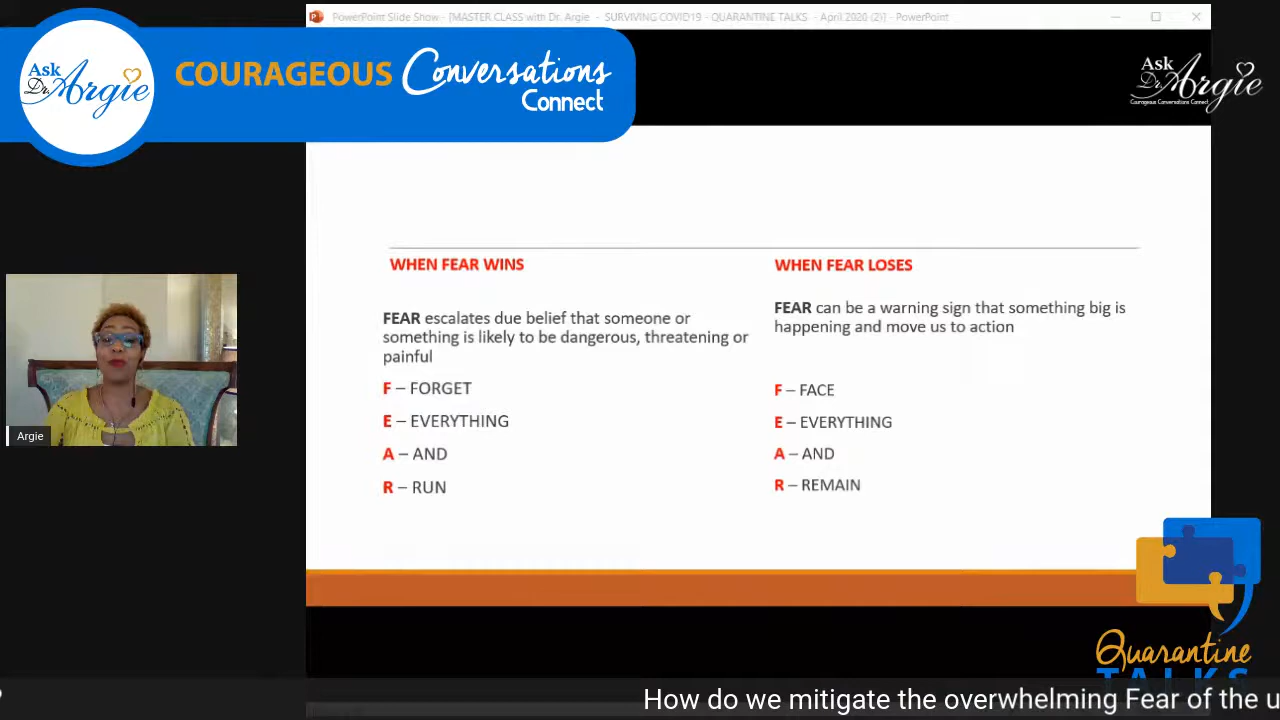 PowerPoint Slide Show - [MASTER CLASS with Dr. Argie - SURVIVING COVID19 - QUARANTINE TALKS - April 2020 (2)] - PowerPoint
Ask
Dr. Argie
COURAGEOUS Conversations
Connect
Ask
Dr. Argie
Courageous Conversations Connect
WHEN FEAR WINS
FEAR escalates due belief that someone or
something is likely to be dangerous, threatening or
painful
F – FORGET
E – EVERYTHING
A – AND
R – RUN
WHEN FEAR LOSES
FEAR can be a warning sign that something big is
happening and move us to action
F – FACE
E – EVERYTHING
A – AND
R – REMAIN
Argie
Quarantine
TALKS
How do we mitigate the overwhelming Fear of the u